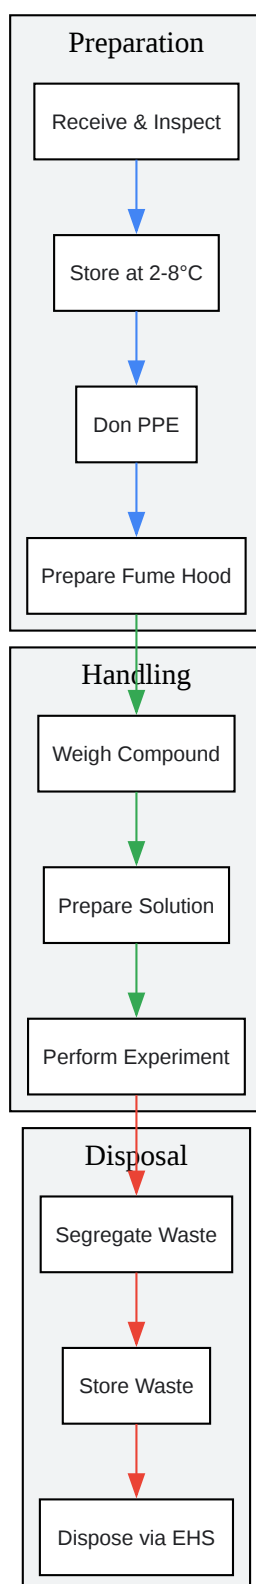 Preparation
Receive & Inspect
Store at 2-8°C
Don PPE
Prepare Fume Hood
Handling
Weigh Compound
Prepare Solution
Perform Experiment
Disposal
Segregate Waste
Store Waste
Dispose via EHS